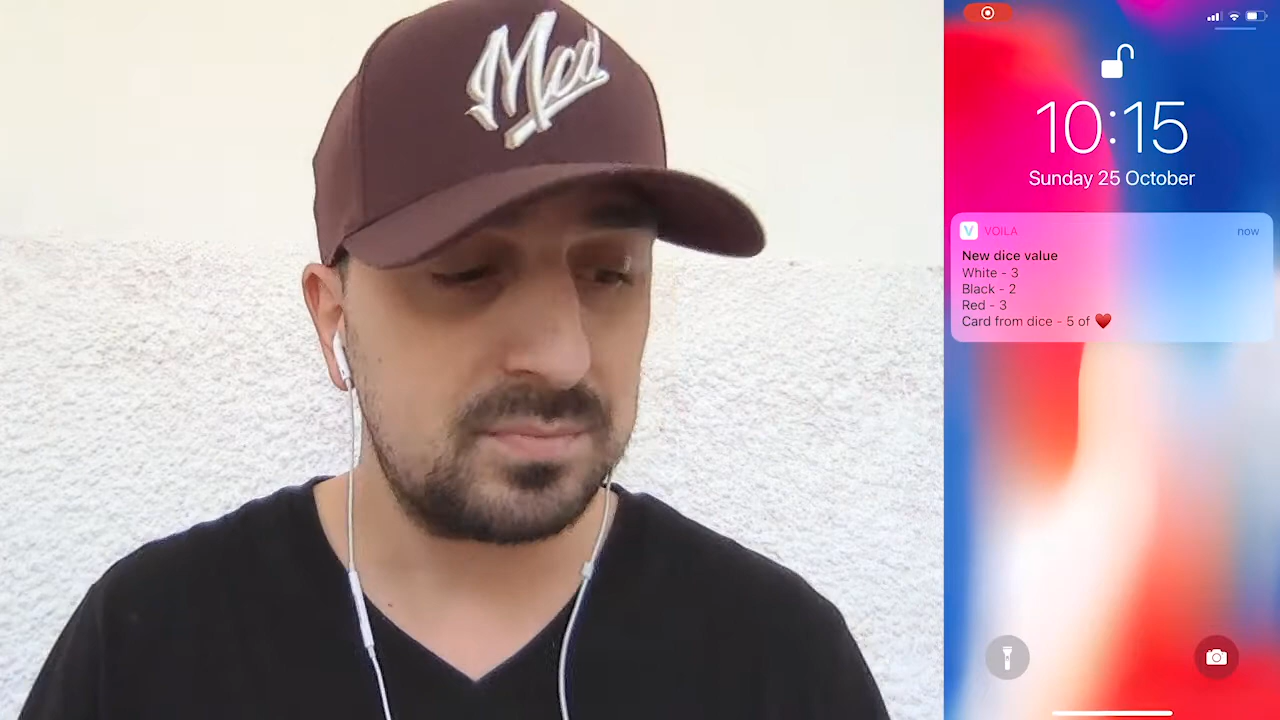 Med
10:15
Sunday 25 October
V VOILA now
New dice value
White - 3
Black - 2
Red - 3
Card from dice - 5 of ♥️